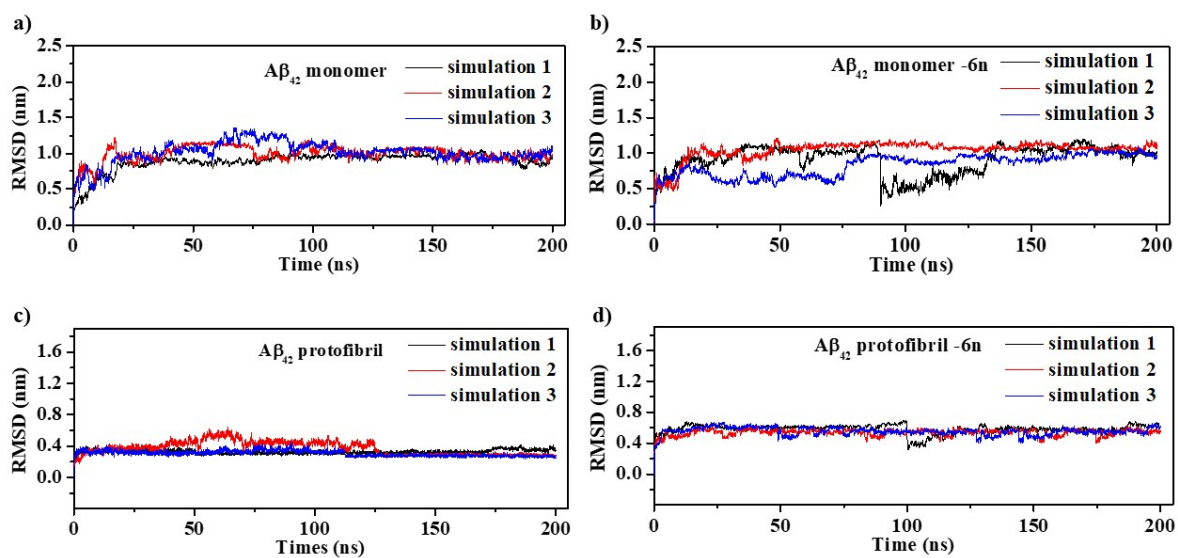 a)
Aβ₄₂ monomer
simulation 1
simulation 2
simulation 3
RMSD (nm)
2.5
2.0
1.5
1.0
0.5
0.0
0 50 100 150 200
Time (ns)
b)
Aβ₄₂ monomer -6n
simulation 1
simulation 2
simulation 3
RMSD (nm)
2.5
2.0
1.5
1.0
0.5
0.0
0 50 100 150 200
Time (ns)
c)
Aβ₄₂ protofibril
simulation 1
simulation 2
simulation 3
RMSD (nm)
1.6
1.2
0.8
0.4
0.0
0 50 100 150 200
Times (ns)
d)
Aβ₄₂ protofibril -6n
simulation 1
simulation 2
simulation 3
RMSD (nm)
1.6
1.2
0.8
0.4
0.0
0 50 100 150 200
Times (ns)